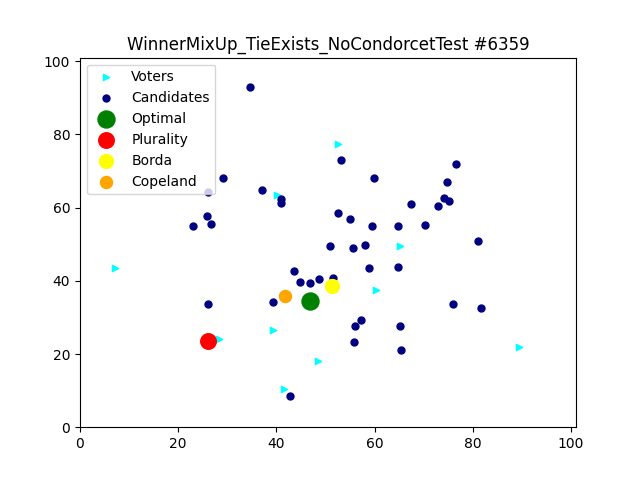 WinnerMixUp_TieExists_NoCondorcetTest #6359
100
80
60
40
20
0
Voters
Candidates
Optimal
Plurality
Borda
Copeland
0 20 40 60 80 100